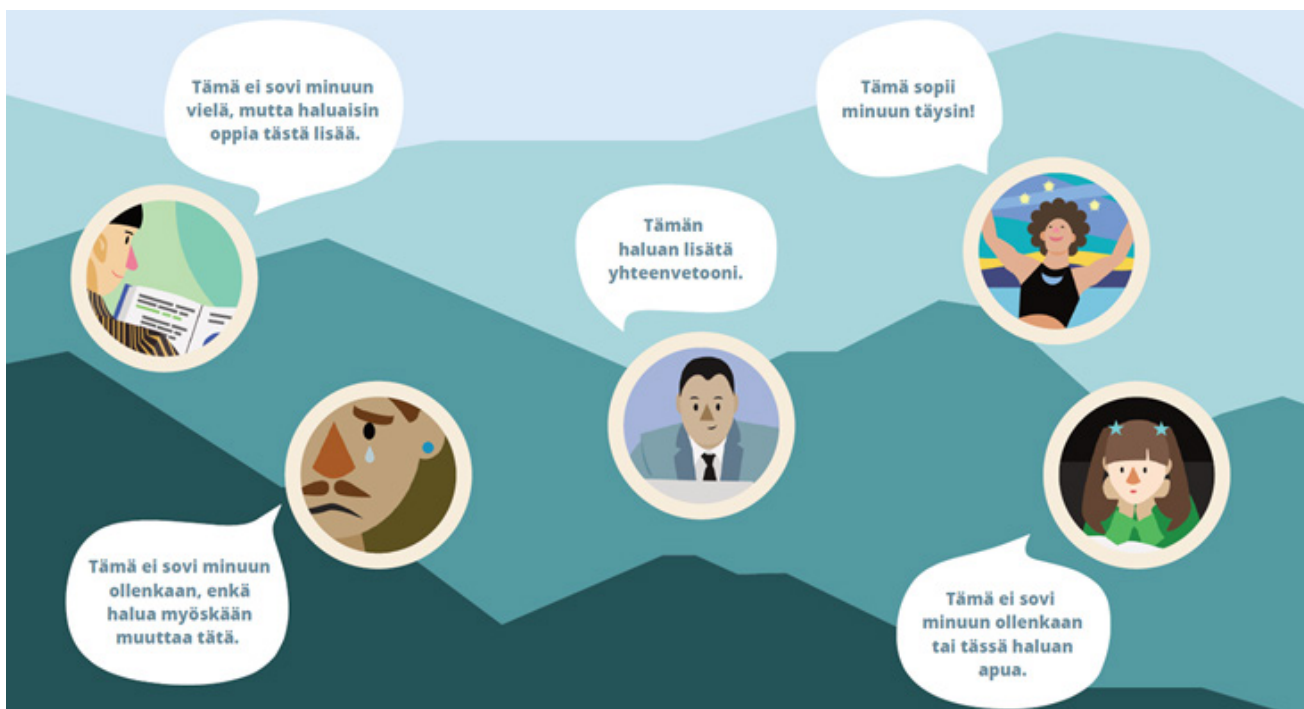 Tämä ei sovi minuun
vielä, mutta haluaisin
oppia tästä lisää.
Tämä sopii
minuun täysin!
Tämän
haluan lisätä
yhteenvetooni.
Tämä ei sovi minuun
ollenkaan, enkä
halua myöskään
muuttaa tätä.
Tämä ei sovi
minuun ollenkaan
tai tässä haluan
apua.